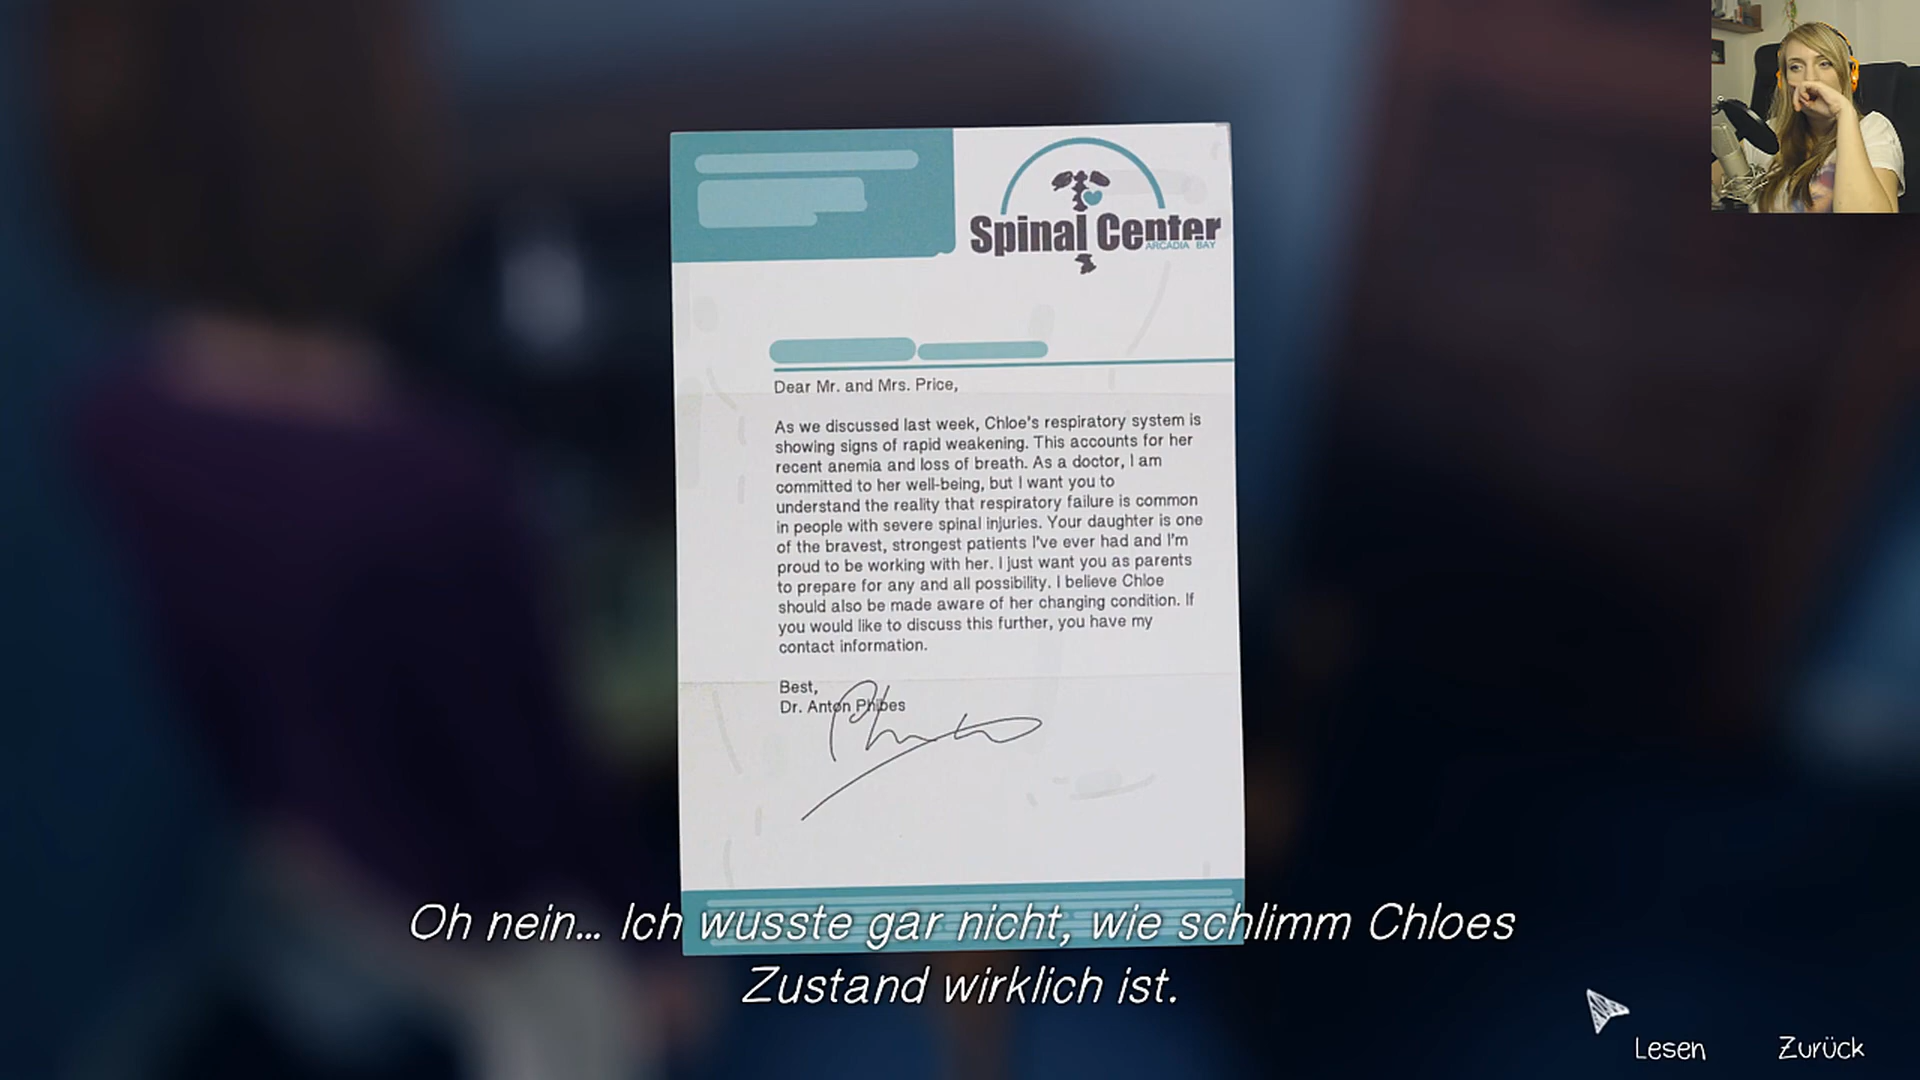 Spinal Center
ARCADIA BAY
Dear Mr. and Mrs. Price,
As we discussed last week, Chloe's respiratory system is
showing signs of rapid weakening. This accounts for her
recent anemia and loss of breath. As a doctor, I am
committed to her well-being, but I want you to
understand the reality that respiratory failure is common
in people with severe spinal injuries. Your daughter is one
of the bravest, strongest patients I've ever had and I'm
proud to be working with her. I just want you as parents
to prepare for any and all possibility. I believe Chloe
should also be made aware of her changing condition. If
you would like to discuss this further, you have my
contact information.
Best,
Dr. Anton Phibes
Oh nein... Ich wusste gar nicht, wie schlimm Chloes
Zustand wirklich ist.
Lesen Zurück